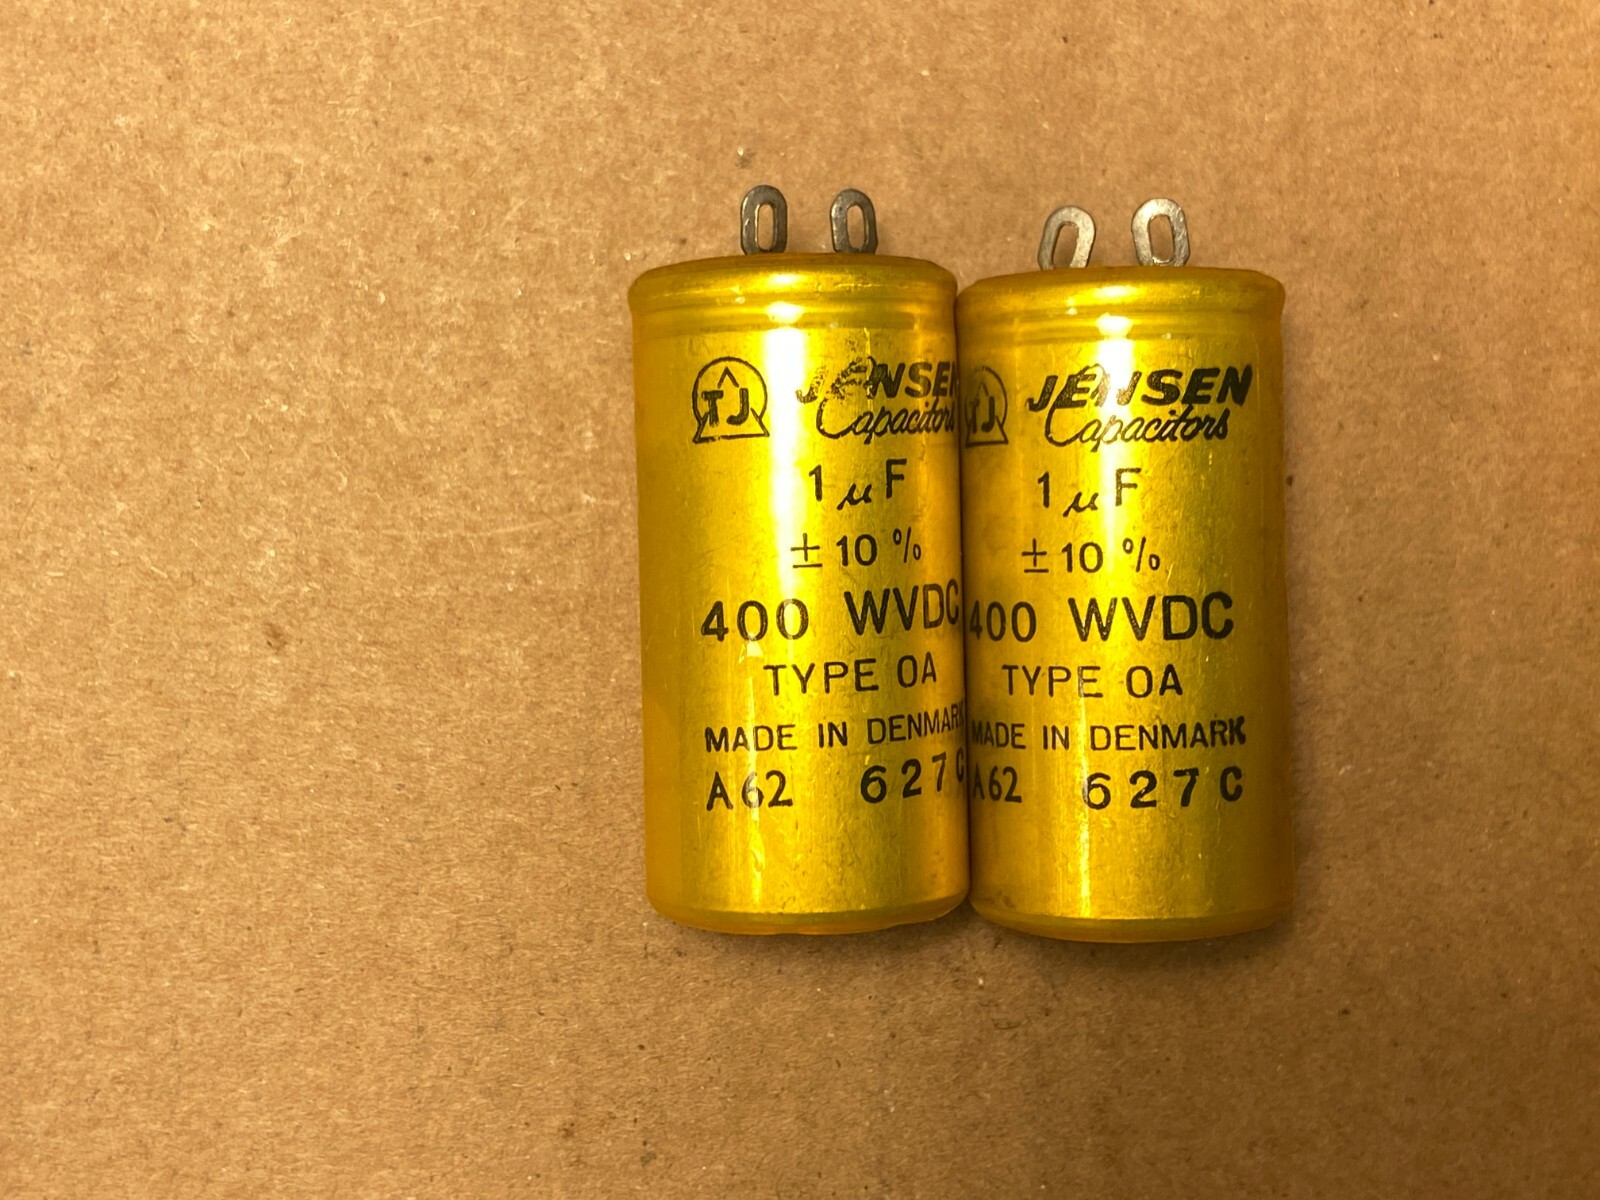 TJ JENSEN
Capacitors
1 µF
± 10 %
400 WVDC
TYPE OA
MADE IN DENMARK
A62 627C
TJ JENSEN
Capacitors
1 µF
± 10 %
400 WVDC
TYPE OA
MADE IN DENMARK
A62 627C